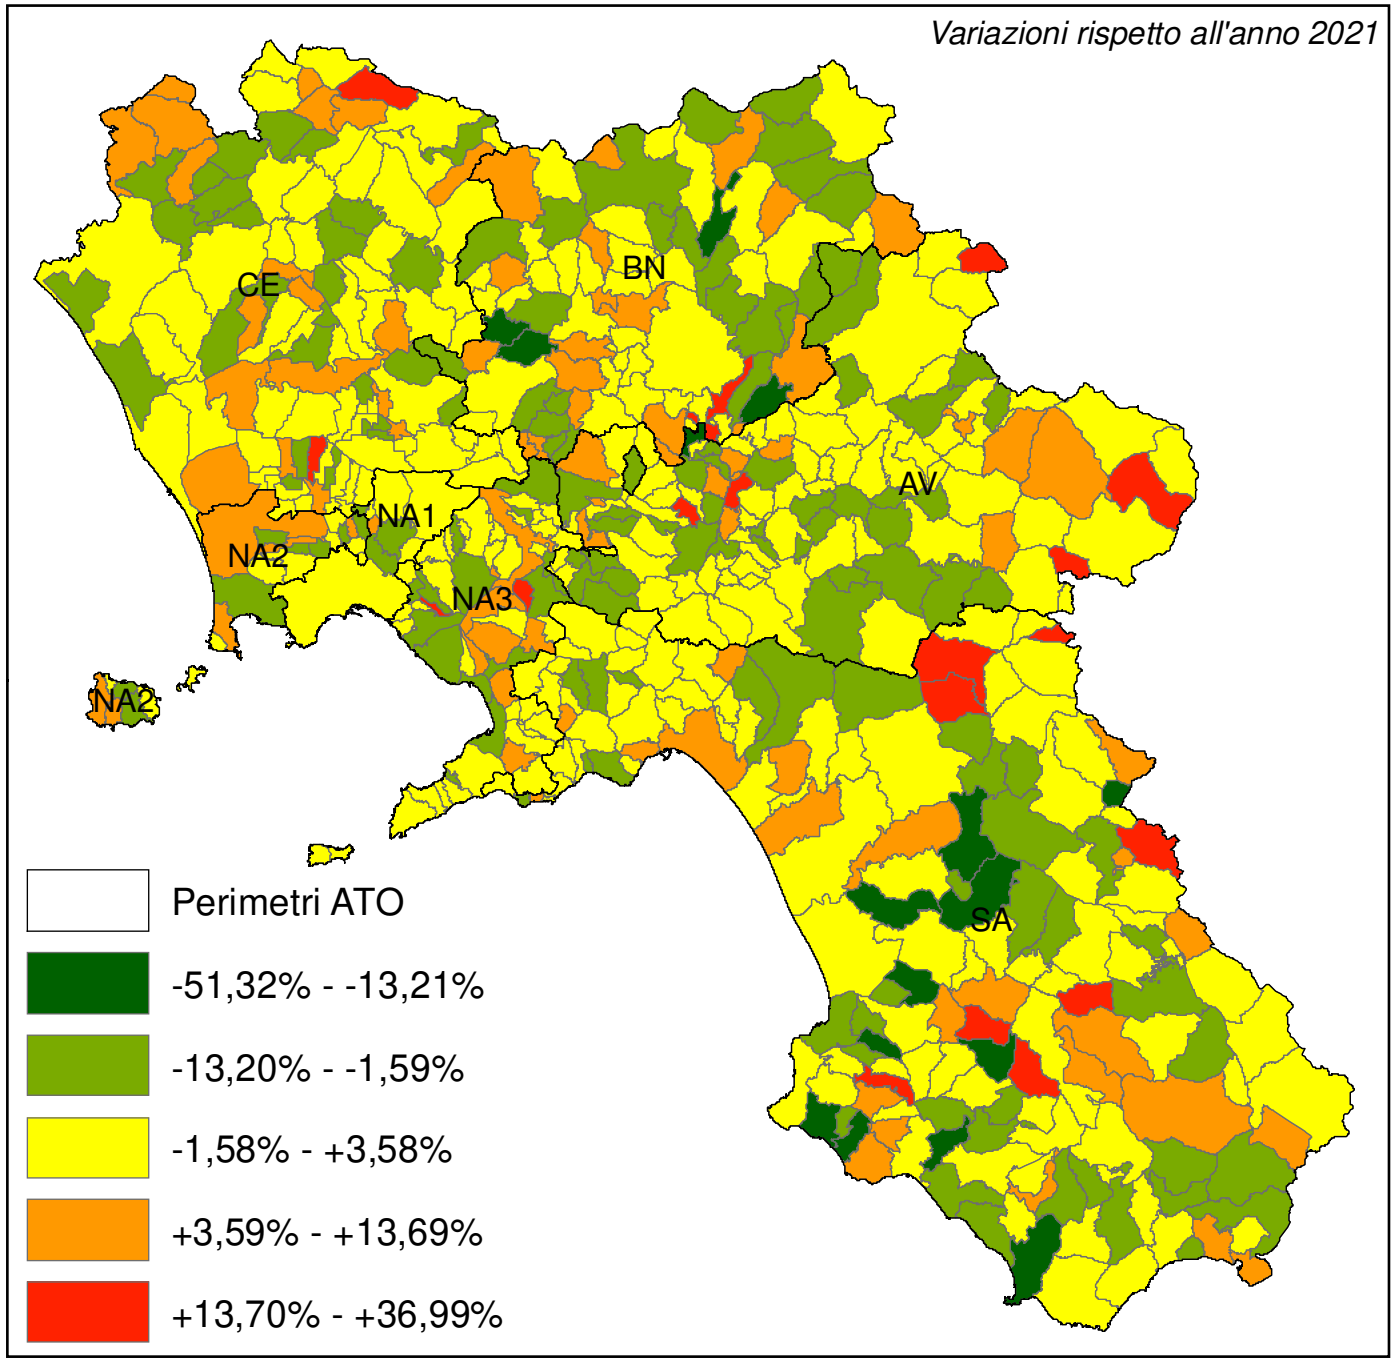 Variazioni rispetto all'anno 2021
CE
BN
AV
NA1
NA2
NA3
NA2
SA
Perimetri ATO
-51,32% - -13,21%
-13,20% - -1,59%
-1,58% - +3,58%
+3,59% - +13,69%
+13,70% - +36,99%